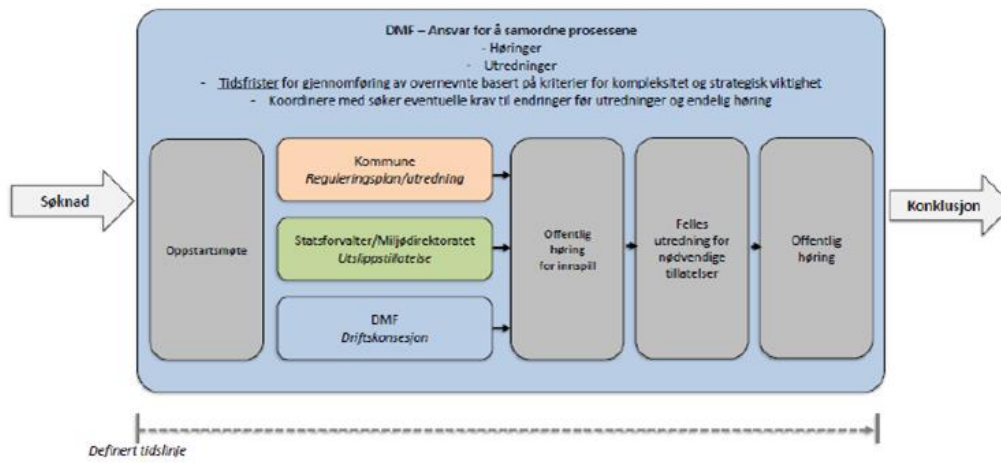 DMF – Ansvar for å samordne prosessene
- Høringer
- Utredninger
- Tidsfrister for gjennomføring av overnevnte basert på kriterier for kompleksitet og strategisk viktighet
- Koordinere med søker eventuelle krav til endringer før utredninger og endelig høring
Søknad
Oppstartsmøte
Kommune
Reguleringsplan/utredning
Statsforvalter/Miljødirektoratet
Utslippstillatelse
DMF
Driftskonsesjon
Offentlig
høring
for innspill
Felles
utredning for
nødvendige
tillatelser
Offentlig
høring
Konklusjon
Definert tidslinje